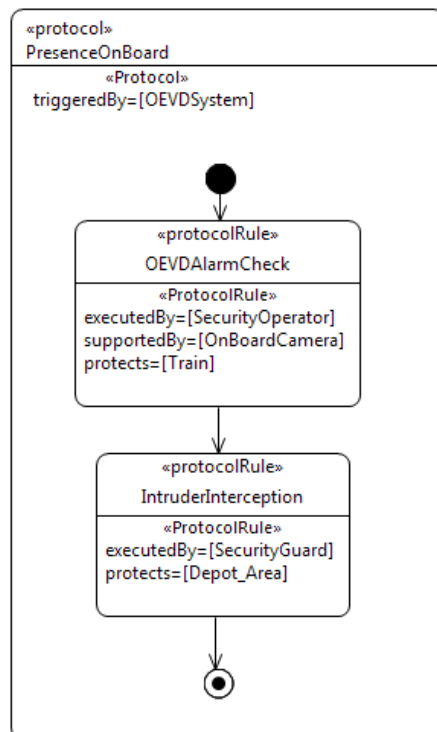 «protocol»
PresenceOnBoard
«Protocol»
triggeredBy=[OEVDSystem]
«protocolRule»
OEVDAlarmCheck
«ProtocolRule»
executedBy=[SecurityOperator]
supportedBy=[OnBoardCamera]
protects=[Train]
«protocolRule»
IntruderInterception
«ProtocolRule»
executedBy=[SecurityGuard]
protects=[Depot_Area]